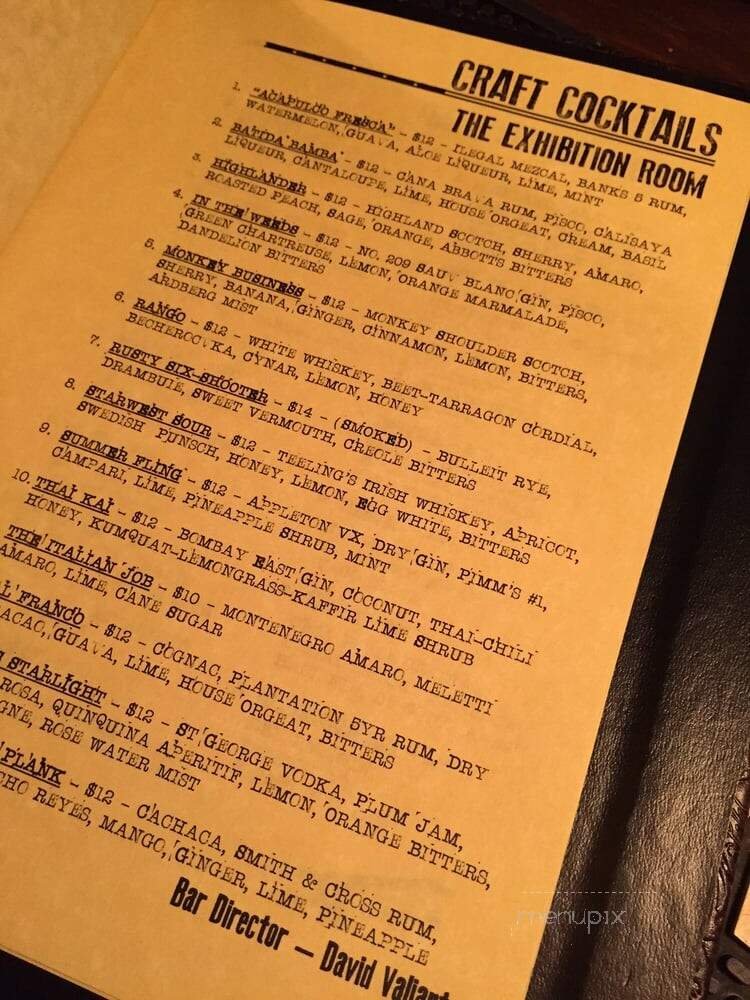 CRAFT COCKTAILS
THE EXHIBITION ROOM
1. "ACAPULCO FRESCA" - $12 - ILEGAL MEZCAL, BANKS 5 RUM,
WATERMELON, GUAVA, ALOE LIQUEUR, LIME, MINT
2. BATIDA BAMBA - $12 - CANA BRAVA RUM, PISCO, CALISAYA
LIQUEUR, CANTALOUPE, LIME, HOUSE ORGEAT, CREAM, BASIL
3. HIGHLANDER - $12 - HIGHLAND SCOTCH, SHERRY, AMARO,
ROASTED PEACH, SAGE, ORANGE, ABBOTTS BITTERS
4. IN THE WEEDS - $12 - NO. 209 SAUV BLANC GIN, PISCO,
GREEN CHARTREUSE, LEMON, ORANGE MARMALADE,
DANDELION BITTERS
5. MONKEY BUSINESS - $12 - MONKEY SHOULDER SCOTCH,
SHERRY, BANANA, GINGER, CINNAMON, LEMON, BITTERS,
ARDBERG MIST
6. RANGO - $12 - WHITE WHISKEY, BEET-TARRAGON CORDIAL,
BECHEROVKA, CYNAR, LEMON, HONEY
7. RUSTY SIX-SHOOTER - $14 - (SMOKED) - BULLEIT RYE,
DRAMBUIE, SWEET VERMOUTH, CREOLE BITTERS
8. STARWEST SOUR - $12 - TEELING'S IRISH WHISKEY, APRICOT,
SWEDISH PUNSCH, HONEY, LEMON, EGG WHITE, BITTERS
9. SUMMER FLING - $12 - APPLETON VX, DRY GIN, PIMM'S #1,
CAMPARI, LIME, PINEAPPLE SHRUB, MINT
10. THAI KAI - $12 - BOMBAY EAST GIN, COCONUT, THAI-CHILI
HONEY, KUMQUAT-LEMONGRASS-KAFFIR LIME SHRUB
THE ITALIAN JOB - $10 - MONTENEGRO AMARO, MELETTI
AMARO, LIME, CANE SUGAR
L FRANCO - $12 - COGNAC, PLANTATION 5YR RUM, DRY
ACAO, GUAVA, LIME, HOUSE ORGEAT, BITTERS
STARLIGHT - $12 - ST GEORGE VODKA, PLUM JAM,
ROSA, QUINQUINA APERITIF, LEMON, ORANGE BITTERS,
GNE, ROSE WATER MIST
PLANK - $12 - CACHACA, SMITH & CROSS RUM,
CHO REYES, MANGO, GINGER, LIME, PINEAPPLE
Bar Director - David Valiant
menupix